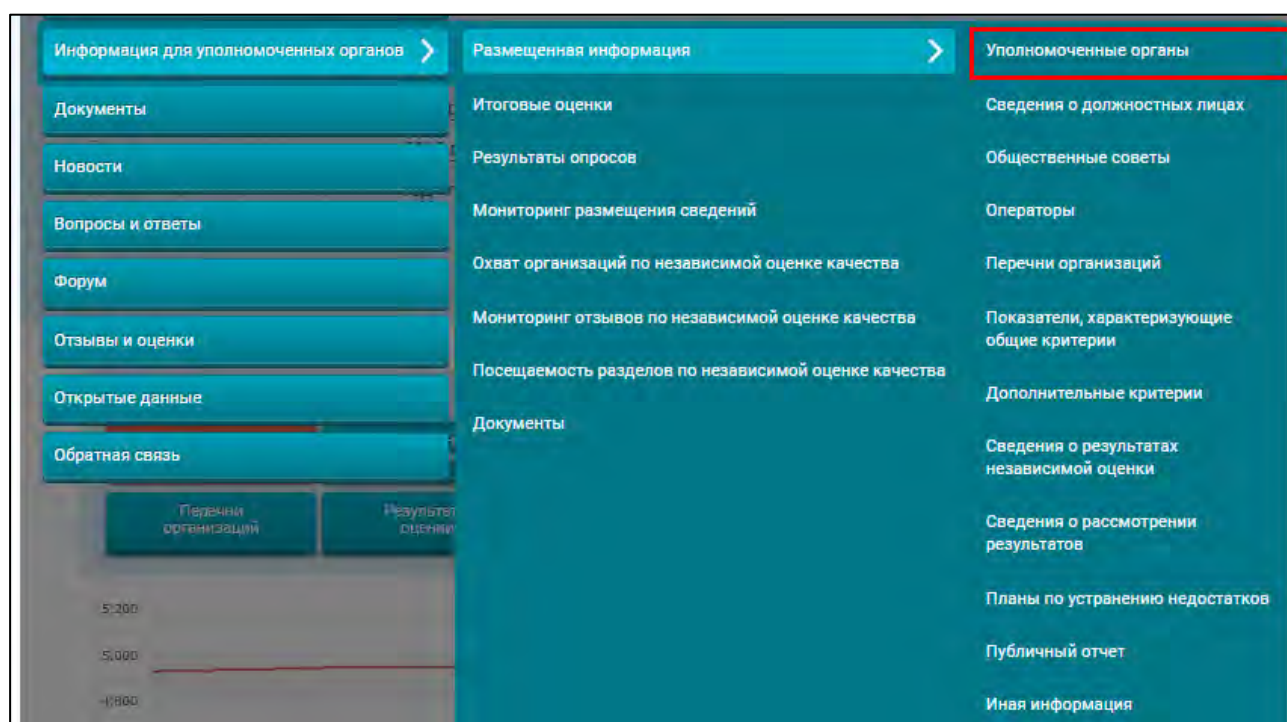 Информация для уполномоченных органов
Документы
Новости
Вопросы и ответы
Форум
Отзывы и оценки
Открытые данные
Обратная связь
Размещенная информация
Итоговые оценки
Результаты опросов
Мониторинг размещения сведений
Охват организаций по независимой оценке качества
Мониторинг отзывов по независимой оценке качества
Посещаемость разделов по независимой оценке качества
Документы
Уполномоченные органы
Сведения о должностных лицах
Общественные советы
Операторы
Перечни организаций
Показатели, характеризующие
общие критерии
Дополнительные критерии
Сведения о результатах
независимой оценки
Сведения о рассмотрении
результатов
Планы по устранению недостатков
Публичный отчет
Иная информация
Перечни
организаций
5,200
5,000
4,800